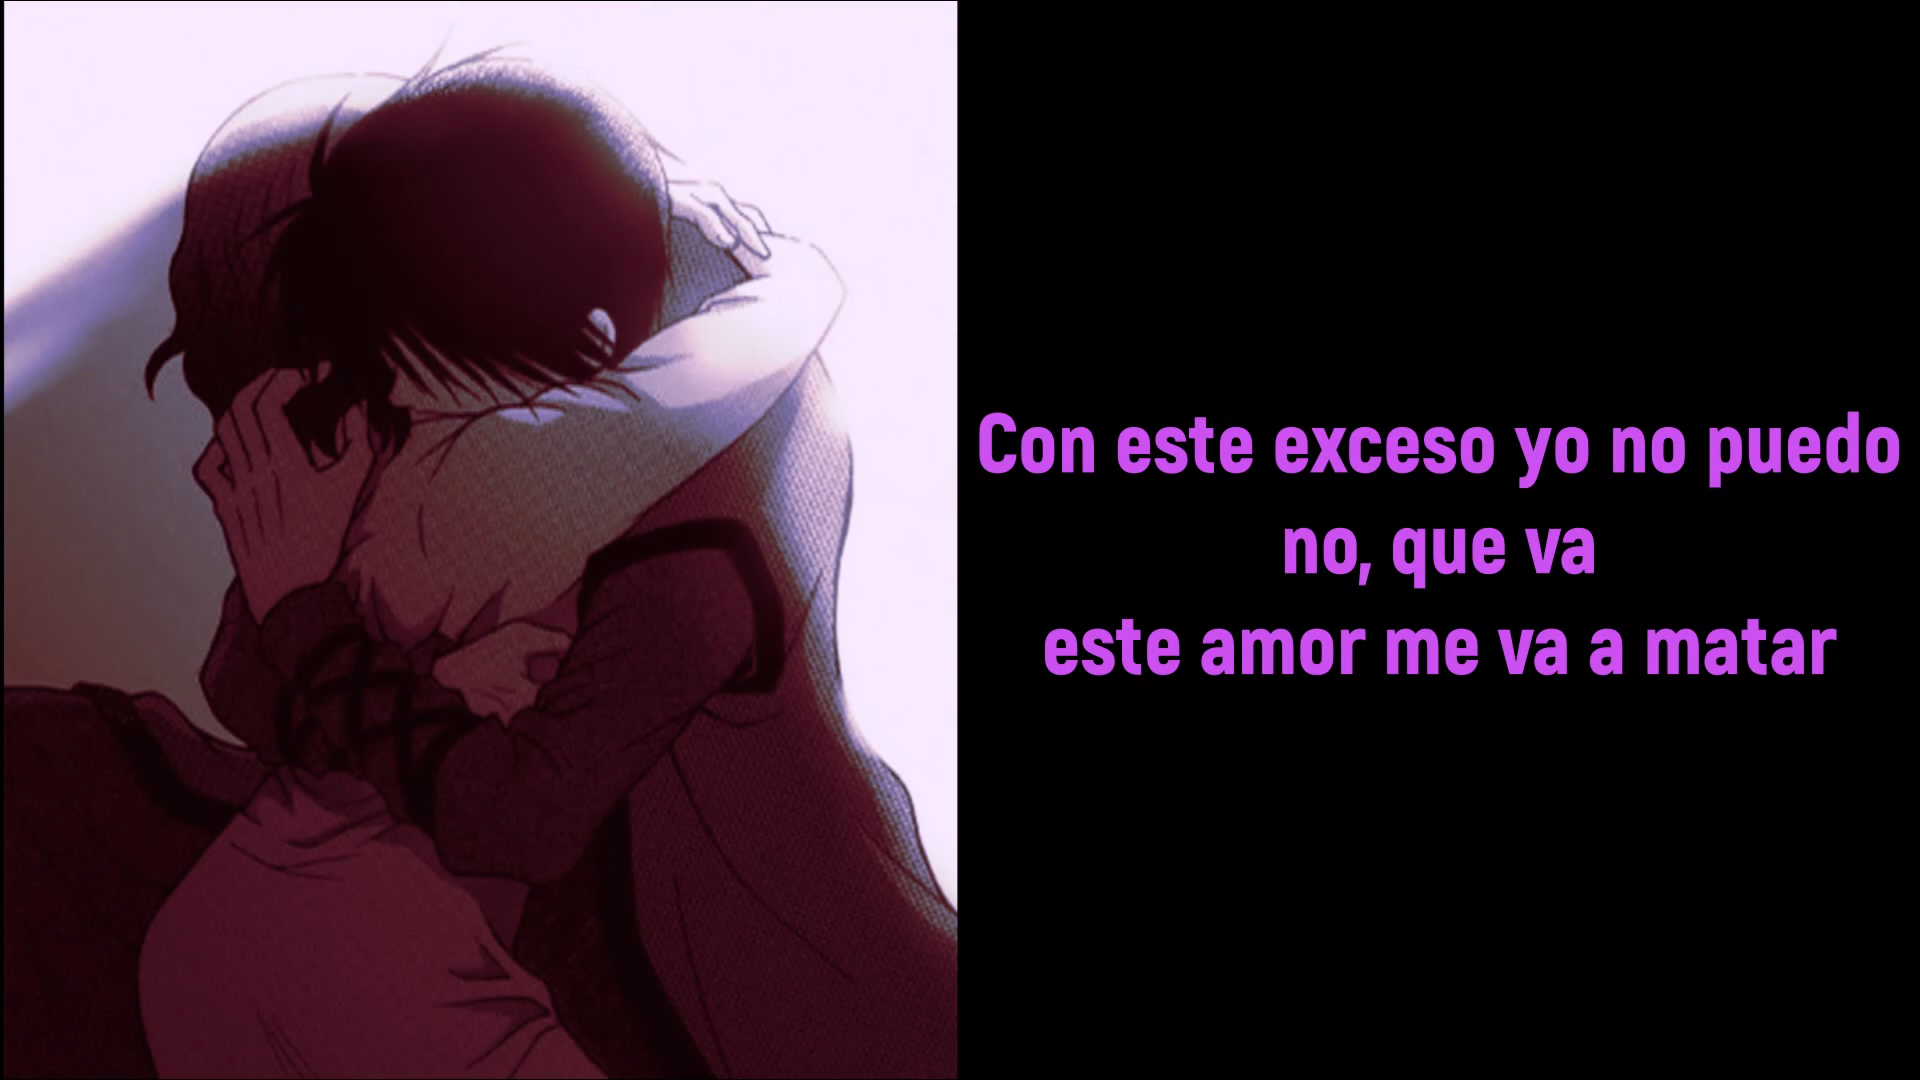 Con este exceso yo no puedo
no, que va
este amor me va a matar